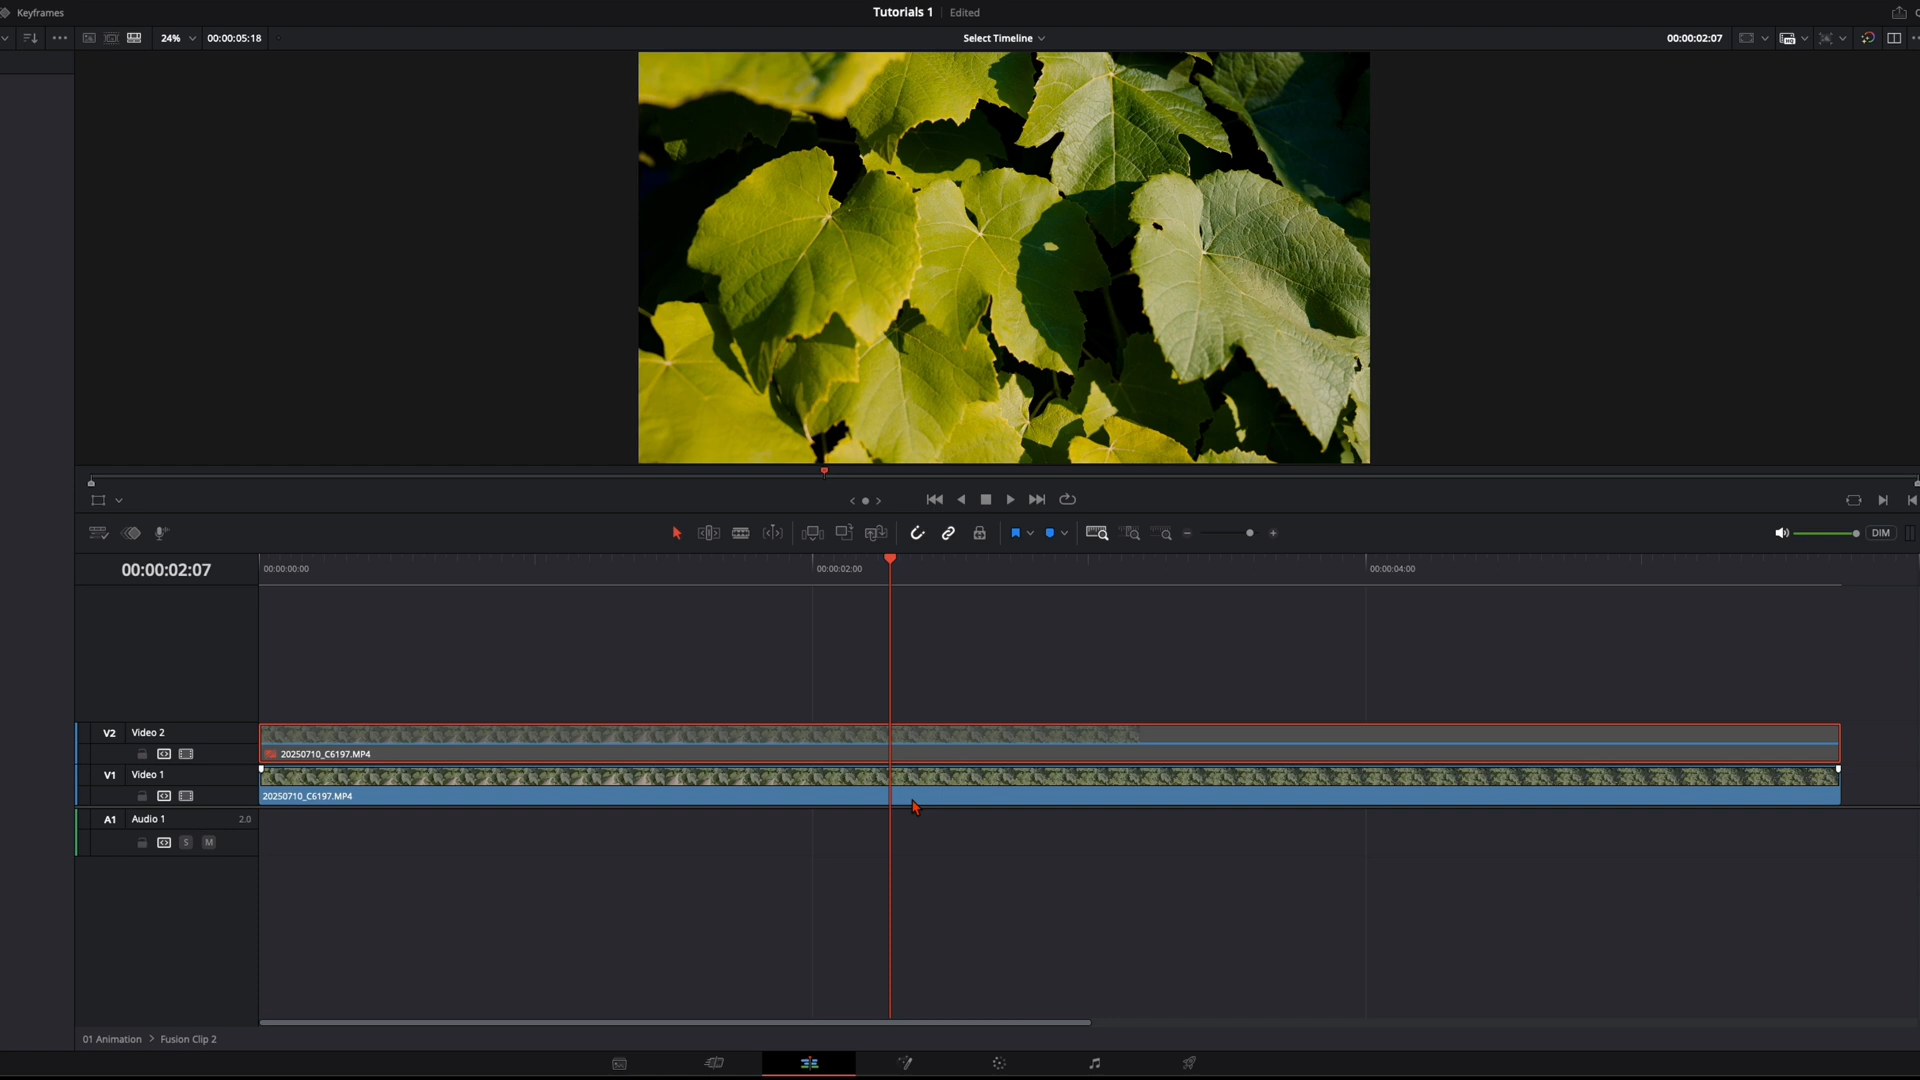 Keyframes
Tutorials 1
Edited
24%
00:00:05:18
Select Timeline
00:00:02:07
DIM
00:00:02:07
00:00:00:00
00:00:02:00
00:00:04:00
V2
Video 2
20250710_C6197.MP4
V1
Video 1
20250710_C6197.MP4
A1
Audio 1
2.0
S
M
01 Animation > Fusion Clip 2